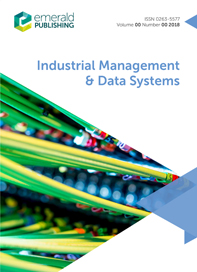 emerald
PUBLISHING
ISSN 0263-5577
Volume 00 Number 00 2018
Industrial Management
& Data Systems